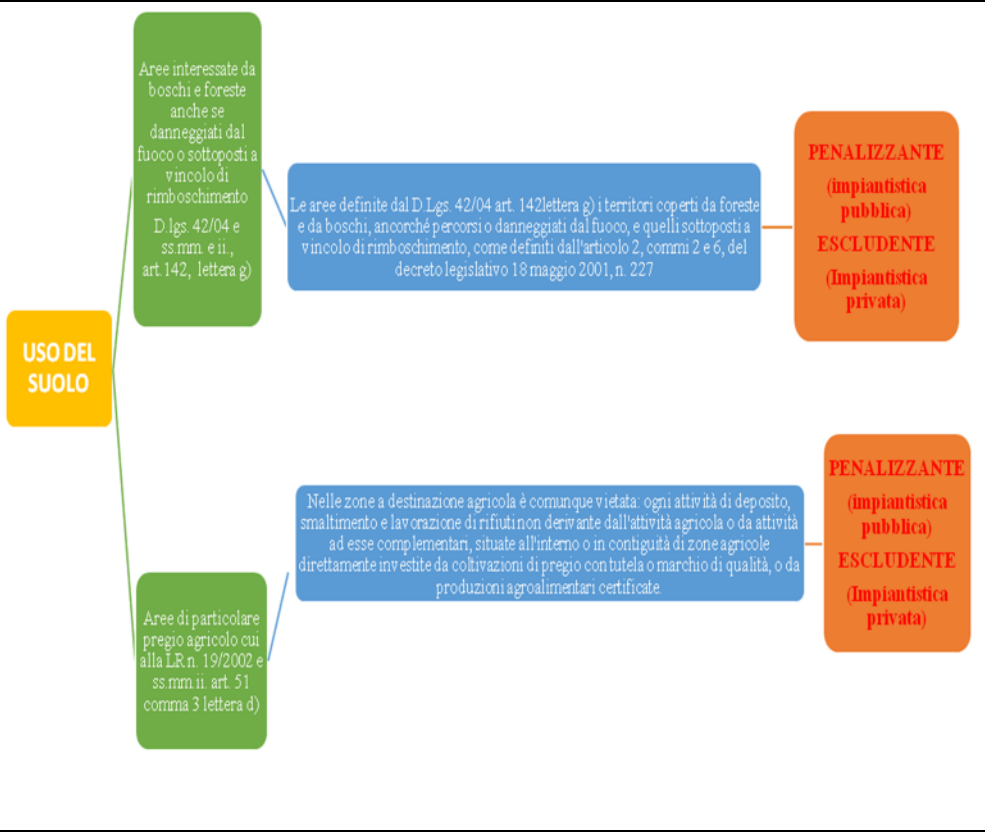 USO DEL
SUOLO
Aree interessate da
boschi e foreste
anche se
danneggiati dal
fuoco o sottoposti a
vincolo di
rimboschimento
D.lgs. 42/04 e
ss.mm. e ii.,
art.142, lettera g)
Le aree definite dal D.Lgs. 42/04 art. 142lettera g) i territori coperti da foreste
e da boschi, ancorché percorsi o danneggiati dal fuoco, e quelli sottoposti a
vincolo di rimboschimento, come definiti dall'articolo 2, commi 2 e 6, del
decreto legislativo 18 maggio 2001, n. 227
PENALIZZANTE
(impiantistica
pubblica)
ESCLUDENTE
(Impiantistica
privata)
Aree di particolare
pregio agricolo cui
alla LR n. 19/2002 e
ss.mm.ii. art. 51
comma 3 lettera d)
Nelle zone a destinazione agricola è comunque vietata: ogni attività di deposito,
smaltimento e lavorazione di rifiuti non derivante dall'attività agricola o da attività
ad esse complementari, situate all'interno o in contiguità di zone agricole
direttamente investite da coltivazioni di pregio con tutela o marchio di qualità, o da
produzioni agroalimentari certificate.
PENALIZZANTE
(impiantistica
pubblica)
ESCLUDENTE
(Impiantistica
privata)